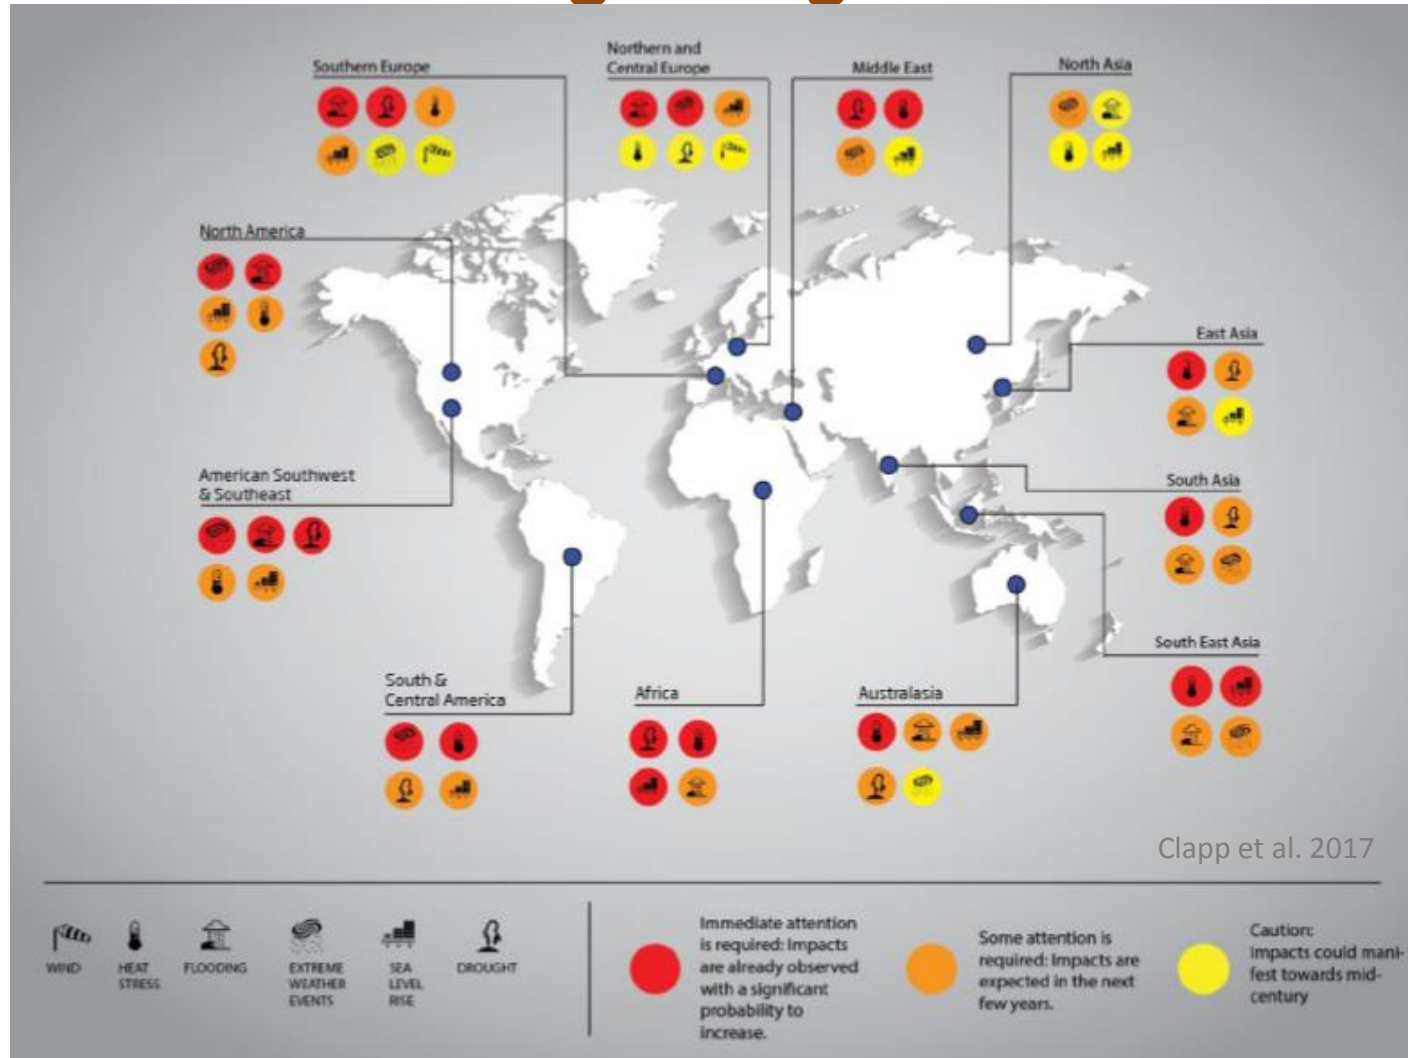 Southern Europe
Northern and
Central Europe
Middle East
North Asia
North America
East Asia
American Southwest
& Southeast
South Asia
South East Asia
South &
Central America
Africa
Australasia
Clapp et al. 2017
WIND
HEAT
STRESS
FLOODING
EXTREME
WEATHER
EVENTS
SEA
LEVEL
RISE
DROUGHT
Immediate attention
is required: Impacts
are already observed
with a significant
probability to
increase.
Some attention is
required: Impacts are
expected in the next
few years.
Caution:
Impacts could mani-
fest towards mid-
century